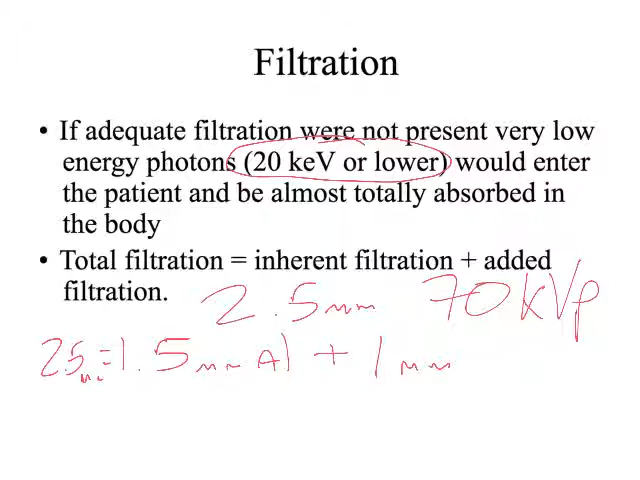 Filtration
• If adequate filtration were not present very low
energy photons (20 keV or lower) would enter
the patient and be almost totally absorbed in
the body
• Total filtration = inherent filtration + added
filtration.
2.5mm 70kVp
25mm=1.5mm Al + 1mm